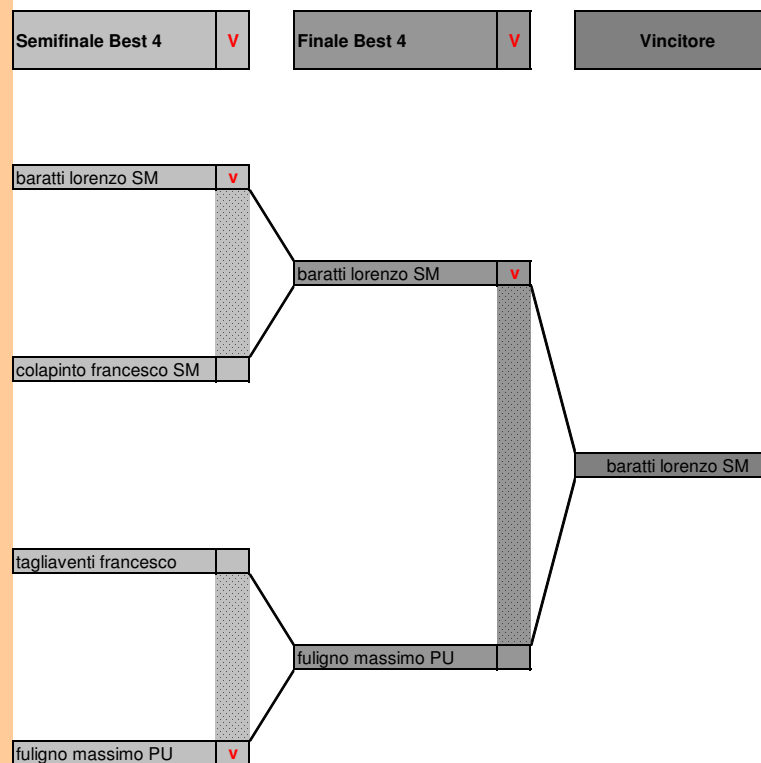 Semifinale Best 4 V Finale Best 4 V Vincitore
baratti lorenzo SM v
baratti lorenzo SM v
colapinto francesco SM
baratti lorenzo SM
tagliaventi francesco
fuligno massimo PU
fuligno massimo PU v